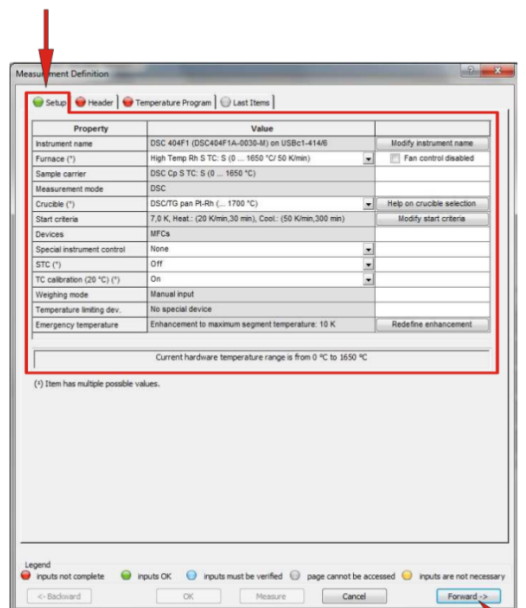 Measurement Definition
Setup Header Temperature Program Last Items
Property Value
Instrument name DSC 404F1 (DSC404F1A-0030-M) on USBc1-414/6 Modify instrument name
Furnace (*) High Temp Rh S TC: S (0 ... 1650 °C/ 50 K/min) Fan control disabled
Sample carrier DSC Cp S TC: S (0 ... 1650 °C)
Measurement mode DSC
Crucible (*) DSC/TG pan Pt-Rh (... 1700 °C) Help on crucible selection
Start criteria 7,0 K, Heat.: (20 K/min,30 min), Cool.: (50 K/min,300 min) Modify start criteria
Devices MFCs
Special instrument control None
STC (*) Off
TC calibration (20 °C) (*) On
Weighing mode Manual input
Temperature limiting dev. No special device
Emergency temperature Enhancement to maximum segment temperature: 10 K Redefine enhancement
Current hardware temperature range is from 0 °C to 1650 °C
(*) Item has multiple possible values.
Legend
inputs not complete inputs OK inputs must be verified page cannot be accessed inputs are not necessary
<- Backward OK Measure Cancel Forward ->